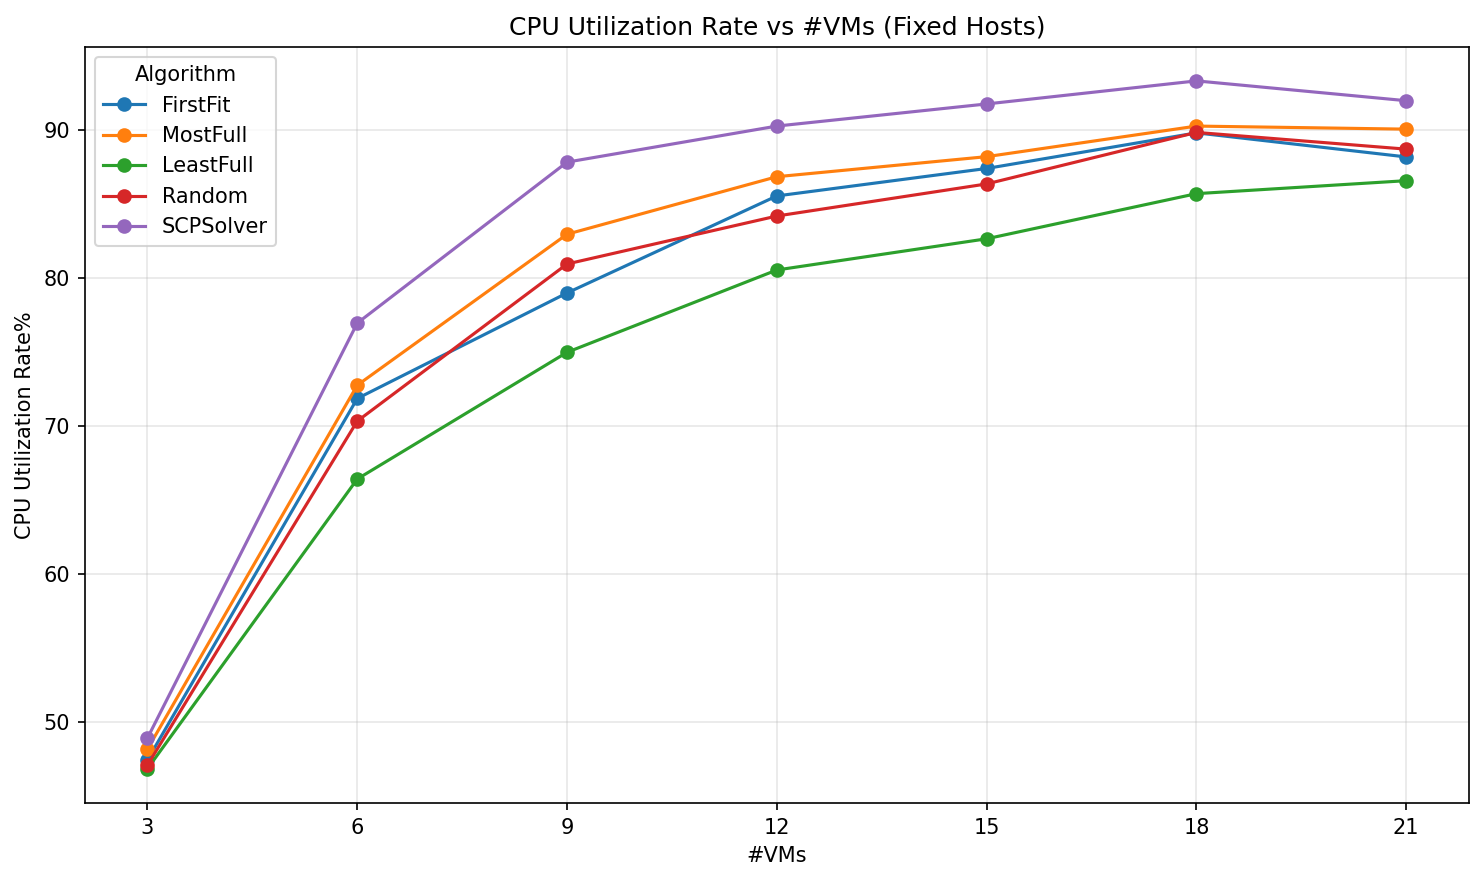 CPU Utilization Rate vs #VMs (Fixed Hosts)
Algorithm
FirstFit
MostFull
LeastFull
Random
SCPSolver
CPU Utilization Rate%
90
80
70
60
50
3 6 9 12 15 18 21
#VMs